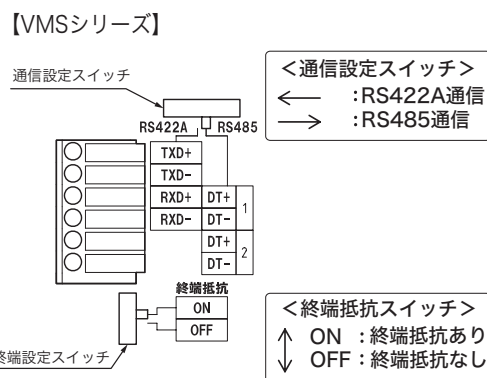 【VMSシリーズ】
通信設定スイッチ
＜通信設定スイッチ＞
← :RS422A通信
→ :RS485通信
RS422A RS485
TXD+
TXD-
RXD+ DT+
RXD- DT- 1
DT+
DT- 2
終端抵抗
ON
OFF
終端設定スイッチ
＜終端抵抗スイッチ＞
↑ ON ：終端抵抗あり
↓ OFF：終端抵抗なし